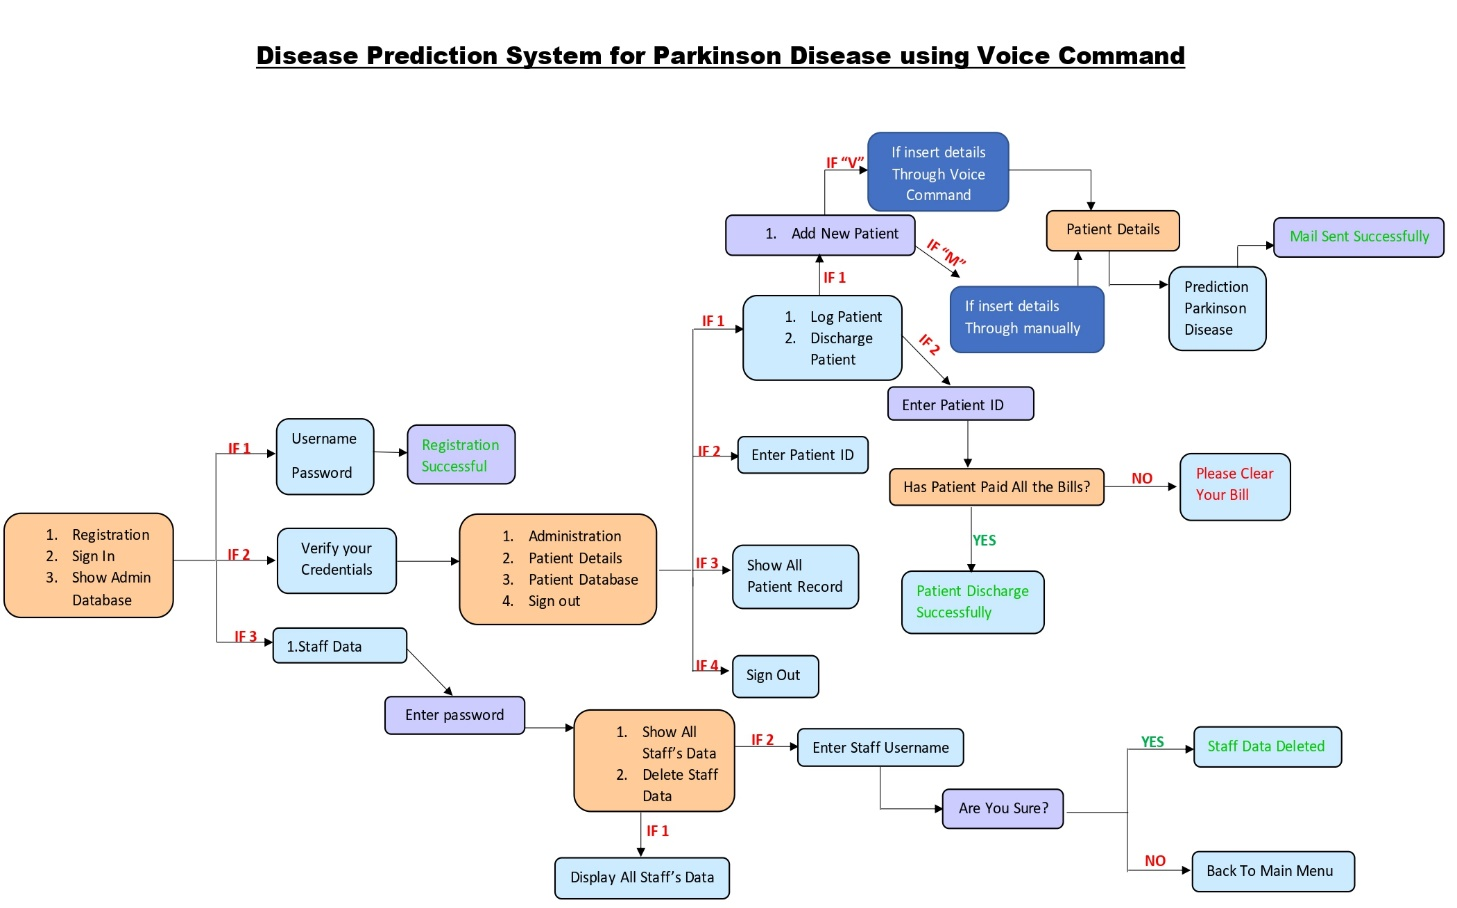 Disease Prediction System for Parkinson Disease using Voice Command
IF “V”
If insert details
Through Voice
Command
1. Add New Patient
IF “M”
Patient Details
Mail Sent Successfully
IF 1
If insert details
Through manually
Prediction
Parkinson
Disease
IF 1
1. Log Patient
2. Discharge
Patient
IF 2
Enter Patient ID
IF 1
Username
Password
Registration
Successful
IF 2
Enter Patient ID
Has Patient Paid All the Bills?
NO
Please Clear
Your Bill
1. Registration
2. Sign In
3. Show Admin
Database
IF 2
Verify your
Credentials
1. Administration
2. Patient Details
3. Patient Database
4. Sign out
IF 3
Show All
Patient Record
YES
Patient Discharge
Successfully
IF 3
1.Staff Data
IF 4
Sign Out
Enter password
1. Show All
Staff’s Data
2. Delete Staff
Data
IF 2
Enter Staff Username
YES
Staff Data Deleted
Are You Sure?
IF 1
NO
Back To Main Menu
Display All Staff’s Data